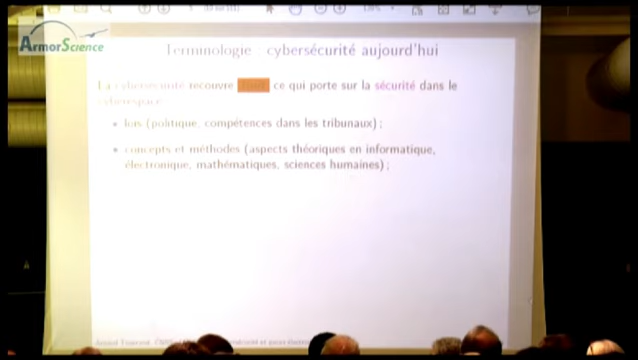 ArmorScience
Terminologie : cybersécurité aujourd'hui
La cybersécurité recouvre tout ce qui porte sur la sécurité dans le
cyberespace
• lois (politique, compétences dans les tribunaux) ;
• concepts et méthodes (aspects théoriques en informatique,
électronique, mathématiques, sciences humaines) ;